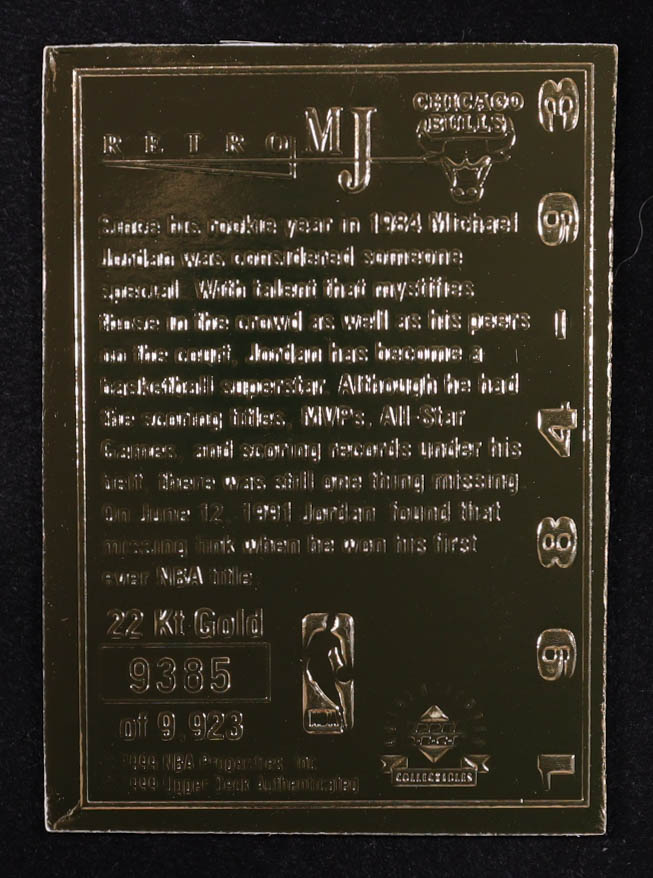 RETRO MJ
CHICAGO
BULLS
Since his rookie year in 1984 Michael
Jordan was considered someone
special. With talent that mystifies
those in the crowd as well as his peers
on the court, Jordan has become a
basketball superstar. Although he had
the scoring titles, MVPs, All-Star
Games, and scoring records under his
belt, there was still one thing missing.
On June 12, 1991 Jordan found that
missing link when he won his first
ever NBA title.
22 Kt Gold
9385
of 9,923
NBA
1999 NBA Properties, Inc.
1999 Upper Deck Authenticated
COLLECTIBLES
1984-1993